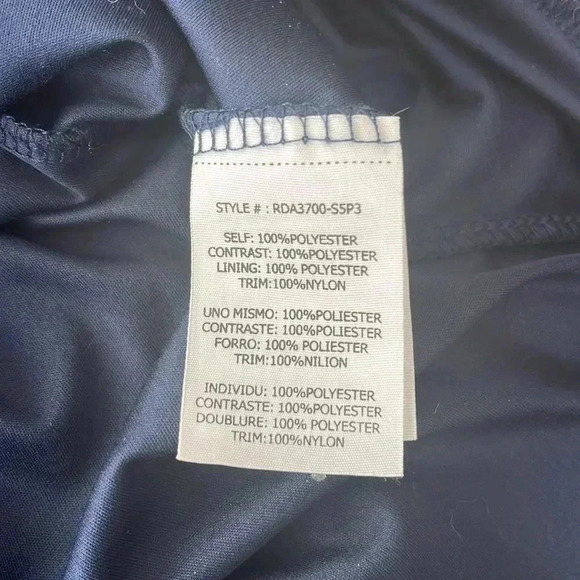 STYLE # : RDA3700-S5P3
SELF: 100%POLYESTER
CONTRAST: 100%POLYESTER
LINING: 100% POLYESTER
TRIM:100%NYLON
UNO MISMO: 100%POLIESTER
CONTRASTE: 100%POLIESTER
FORRO: 100% POLIESTER
TRIM:100%NILION
INDIVIDU: 100%POLYESTER
CONTRASTE: 100%POLYESTER
DOUBLURE: 100% POLYESTER
TRIM:100%NYLON